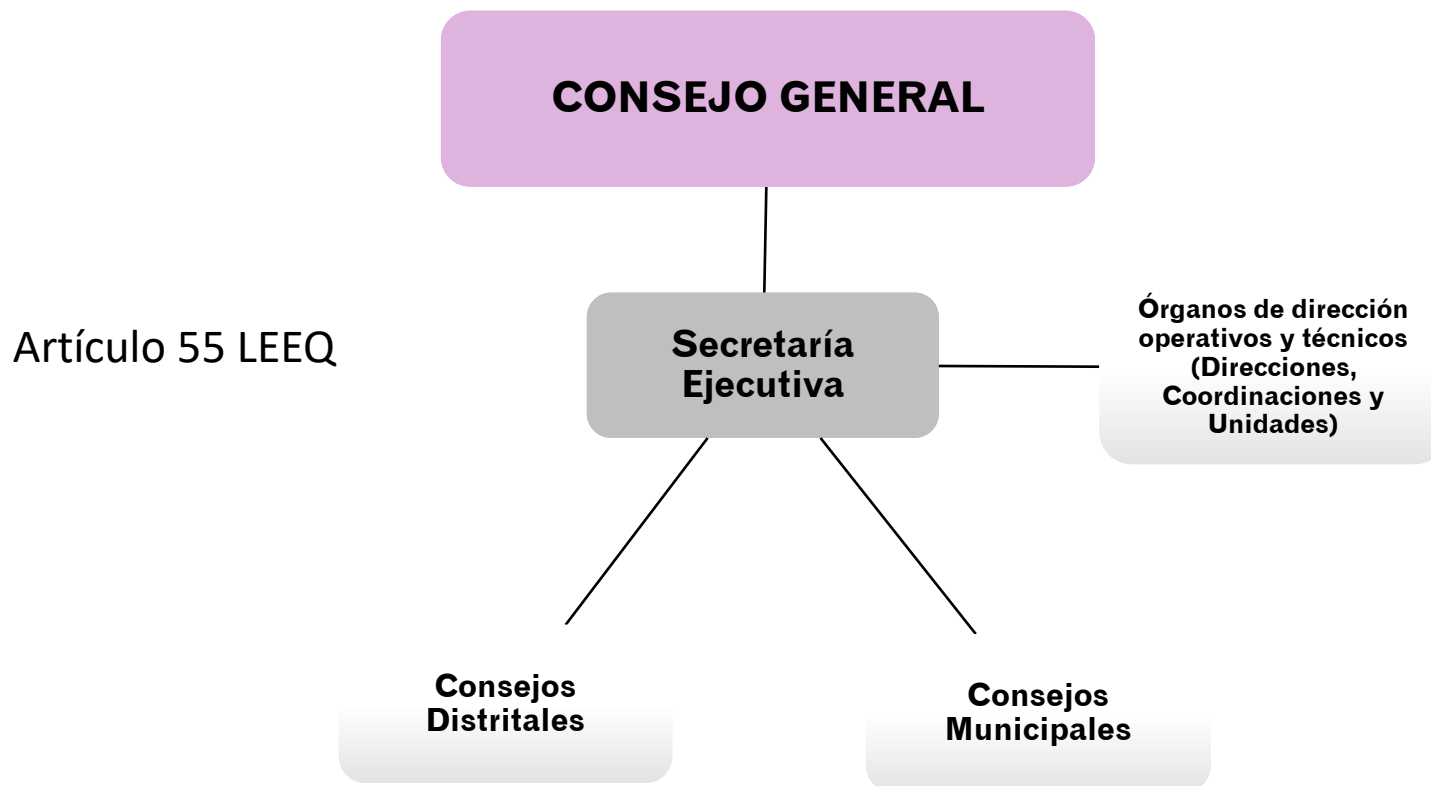 CONSEJO GENERAL
Artículo 55 LEEQ
Secretaría
Ejecutiva
Órganos de dirección
operativos y técnicos
(Direcciones,
Coordinaciones y
Unidades)
Consejos
Distritales
Consejos
Municipales